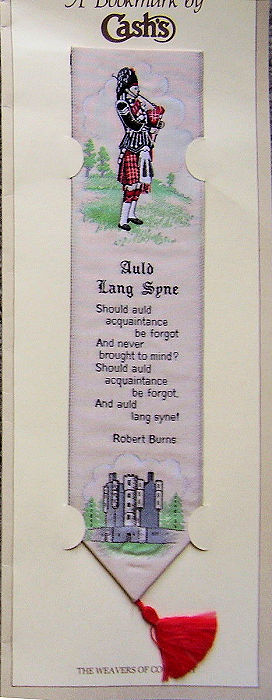 A Bookmark by
Cash's
Auld
Lang Syne
Should auld
acquaintance
be forgot
And never
brought to mind?
Should auld
acquaintance
be forgot,
And auld
lang syne!
Robert Burns
THE WEAVERS OF